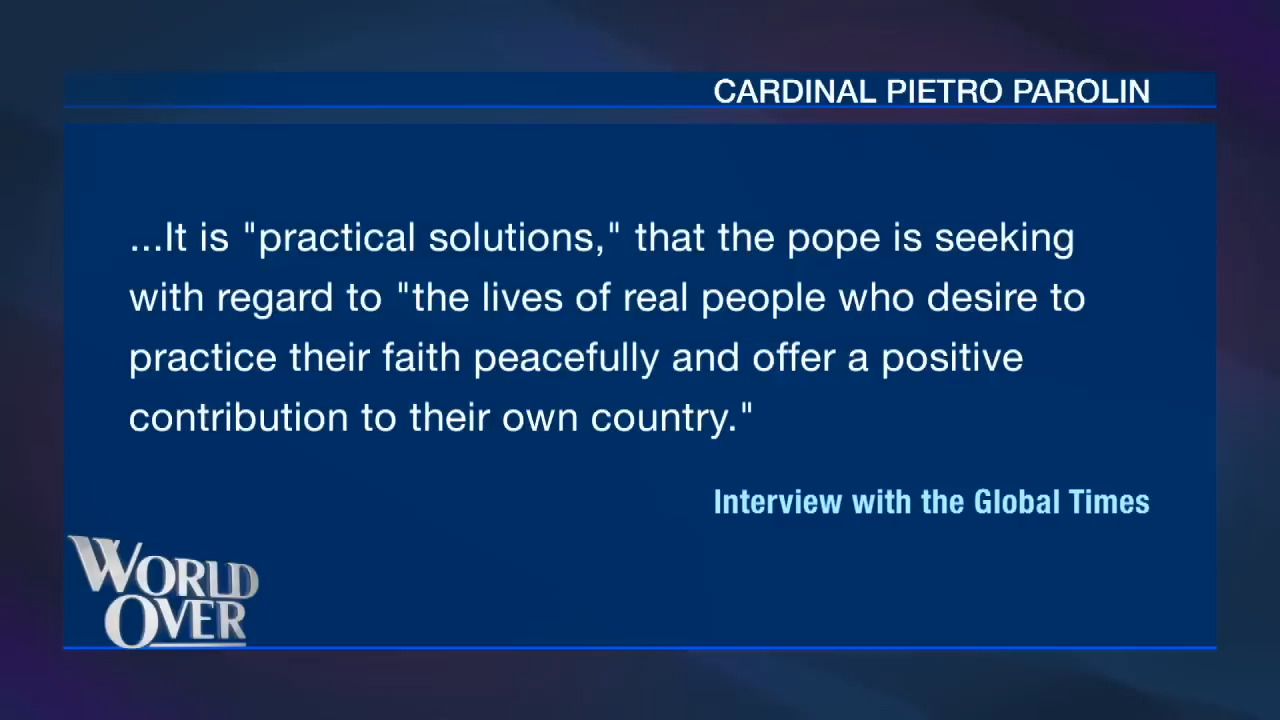 CARDINAL PIETRO PAROLIN
...It is "practical solutions," that the pope is seeking
with regard to "the lives of real people who desire to
practice their faith peacefully and offer a positive
contribution to their own country."
Interview with the Global Times
WORLD
OVER